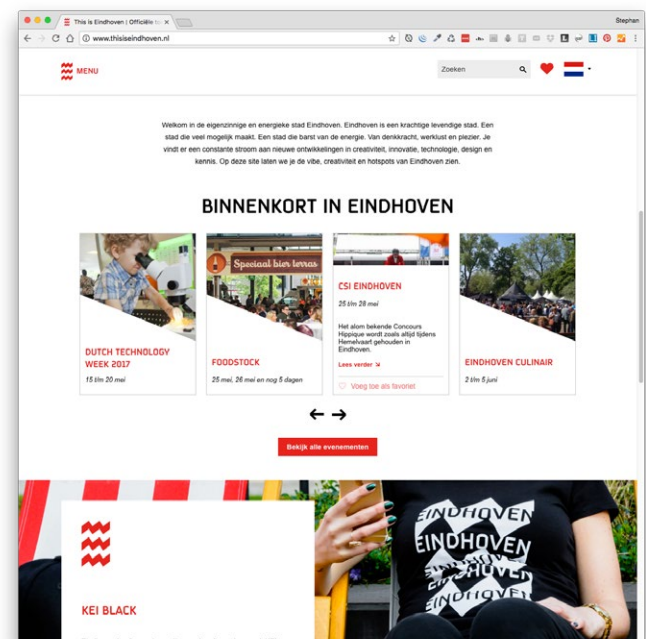 This is Eindhoven | Officiële
Stephan
www.thisiseindhoven.nl
MENU
Zoeken
Welkom in de eigenzinnige en energieke stad Eindhoven. Eindhoven is een krachtige levendige stad. Een
stad die veel mogelijk maakt. Een stad die barst van de energie. Van denkkracht, werklust en plezier. Je
vindt er een constante stroom aan nieuwe ontwikkelingen in creativiteit, innovatie, technologie, design en
kennis. Op deze site laten we je de vibe, creativiteit en hotspots van Eindhoven zien.
BINNENKORT IN EINDHOVEN
DUTCH TECHNOLOGY
WEEK 2017
15 t/m 20 mei
Speciaal bier terras
FOODSTOCK
25 mei, 26 mei en nog 5 dagen
CSI EINDHOVEN
25 t/m 28 mei
Het alom bekende Concours
Hippique wordt zoals altijd tijdens
Hemelvaart gehouden in
Eindhoven.
Lees verder
Voeg toe als favoriet
EINDHOVEN CULINAIR
2 t/m 5 juni
Bekijk alle evenementen
KEI BLACK
EINDHOVEN
EINDHOVEN
EINDHOVEN
EINDHOVEN